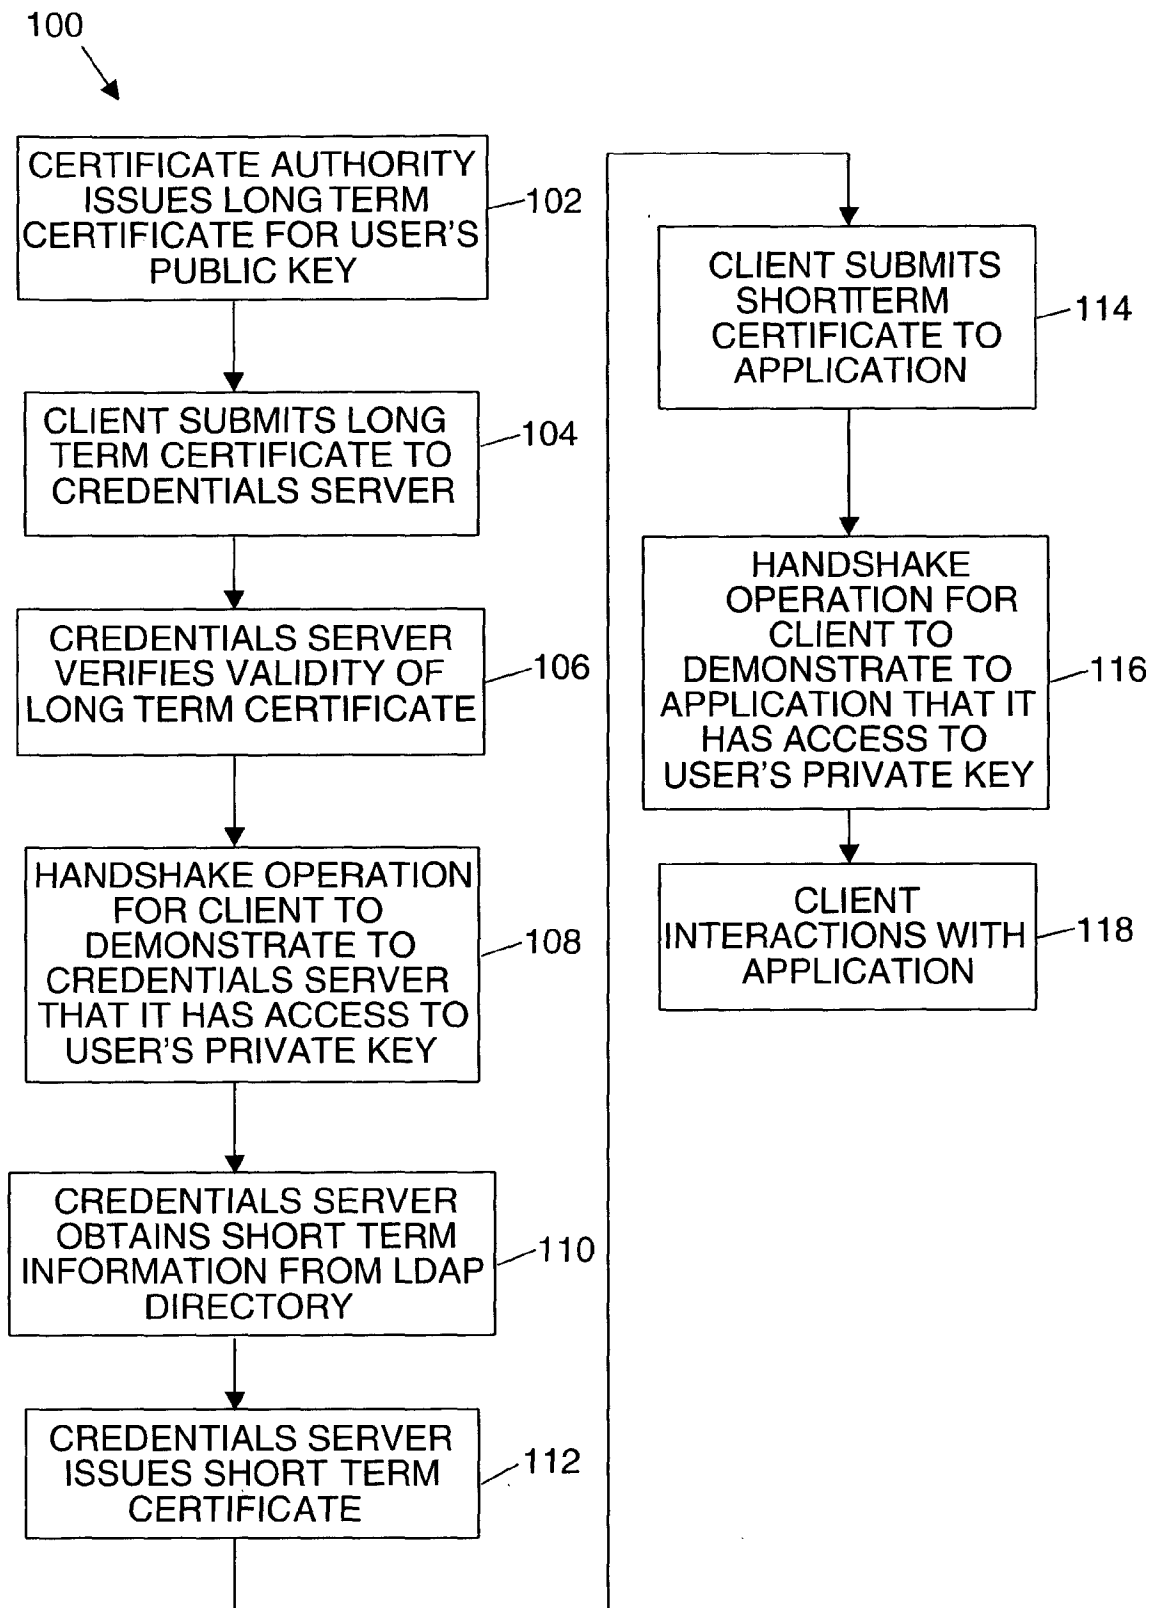 100
CERTIFICATE AUTHORITY
ISSUES LONG TERM
CERTIFICATE FOR USER'S
PUBLIC KEY
102
CLIENT SUBMITS LONG
TERM CERTIFICATE TO
CREDENTIALS SERVER
104
CREDENTIALS SERVER
VERIFIES VALIDITY OF
LONG TERM CERTIFICATE
106
HANDSHAKE OPERATION
FOR CLIENT TO
DEMONSTRATE TO
CREDENTIALS SERVER
THAT IT HAS ACCESS TO
USER'S PRIVATE KEY
108
CREDENTIALS SERVER
OBTAINS SHORT TERM
INFORMATION FROM LDAP
DIRECTORY
110
CREDENTIALS SERVER
ISSUES SHORT TERM
CERTIFICATE
112
CLIENT SUBMITS
SHORTTERM
CERTIFICATE TO
APPLICATION
114
HANDSHAKE
OPERATION FOR
CLIENT TO
DEMONSTRATE TO
APPLICATION THAT IT
HAS ACCESS TO
USER'S PRIVATE KEY
116
CLIENT
INTERACTIONS WITH
APPLICATION
118